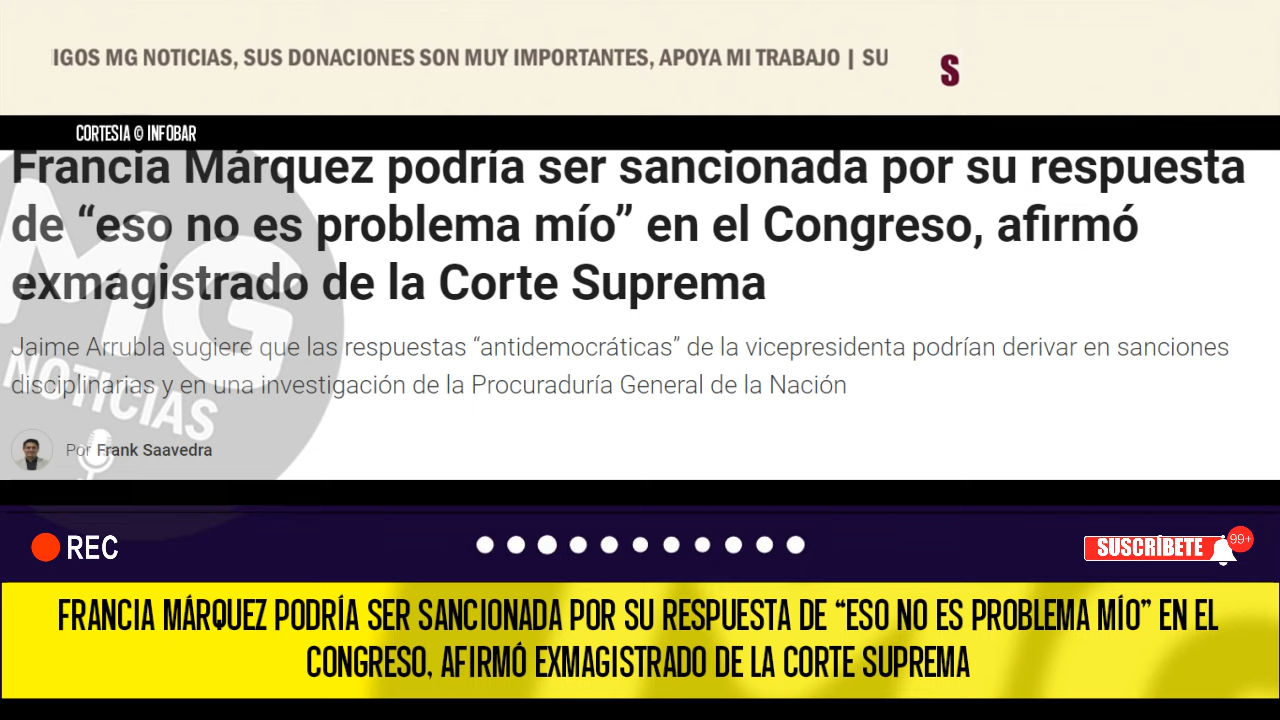 IGOS MG NOTICIAS, SUS DONACIONES SON MUY IMPORTANTES, APOYA MI TRABAJO | SU
S
CORTESIA © INFOBAR
Francia Márquez podría ser sancionada por su respuesta
de “eso no es problema mío” en el Congreso, afirmó
exmagistrado de la Corte Suprema
Jaime Arrubla sugiere que las respuestas “antidemocráticas” de la vicepresidenta podrían derivar en sanciones
disciplinarias y en una investigación de la Procuraduría General de la Nación
MG
NOTICIAS
Por Frank Saavedra
REC
SUSCRÍBETE
99+
FRANCIA MÁRQUEZ PODRÍA SER SANCIONADA POR SU RESPUESTA DE “ESO NO ES PROBLEMA MÍO” EN EL
CONGRESO, AFIRMÓ EXMAGISTRADO DE LA CORTE SUPREMA